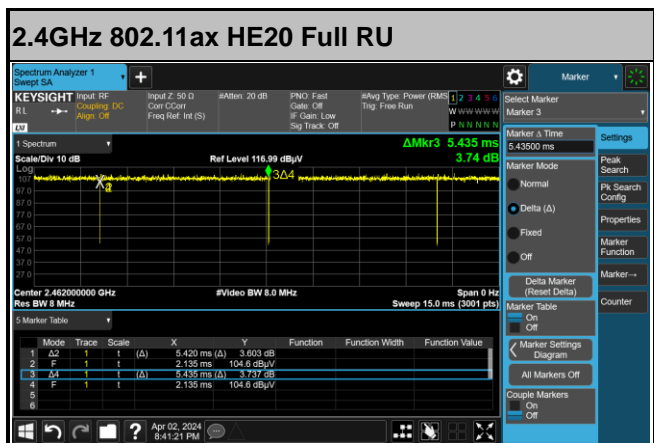 2.4GHz 802.11ax HE20 Full RU
Spectrum Analyzer 1
Swept SA
Marker
KEYSIGHT Input: RF Input Z: 50 Ω #Atten: 20 dB PNO: Fast #Avg Type: Power (RMS) 1 2 3 4 5 6
RL Coupling: DC Corr CCorr Gate: Off Trig: Free Run
Align: Off Freq Ref: Int (S) IF Gain: Low W W W W W W
LXI Sig Track: Off P N N N N N
Select Marker
Marker 3
1 Spectrum
ΔMkr3 5.435 ms
Scale/Div 10 dB Ref Level 116.99 dBµV 3.74 dB
Log
107
97.0
87.0
77.0
67.0
57.0
47.0
37.0
27.0
3Δ4
Center 2.462000000 GHz #Video BW 8.0 MHz Span 0 Hz
Res BW 8 MHz Sweep 15.0 ms (3001 pts)
5 Marker Table
Mode Trace Scale X Y Function Function Width Function Value
1 Δ2 1 t (Δ) 5.420 ms (Δ) 3.603 dB
2 F 1 t 2.135 ms 104.6 dBµV
3 Δ4 1 t (Δ) 5.435 ms (Δ) 3.737 dB
4 F 1 t 2.135 ms 104.6 dBµV
5
6
Marker Δ Time
5.43500 ms
Marker Mode
Normal
Delta (Δ)
Fixed
Off
Delta Marker
(Reset Delta)
Marker Table
On
Off
Marker Settings
Diagram
All Markers Off
Couple Markers
On
Off
Settings
Peak
Search
Pk Search
Config
Properties
Marker
Function
Marker→
Counter
? Apr 02, 2024
8:41:21 PM